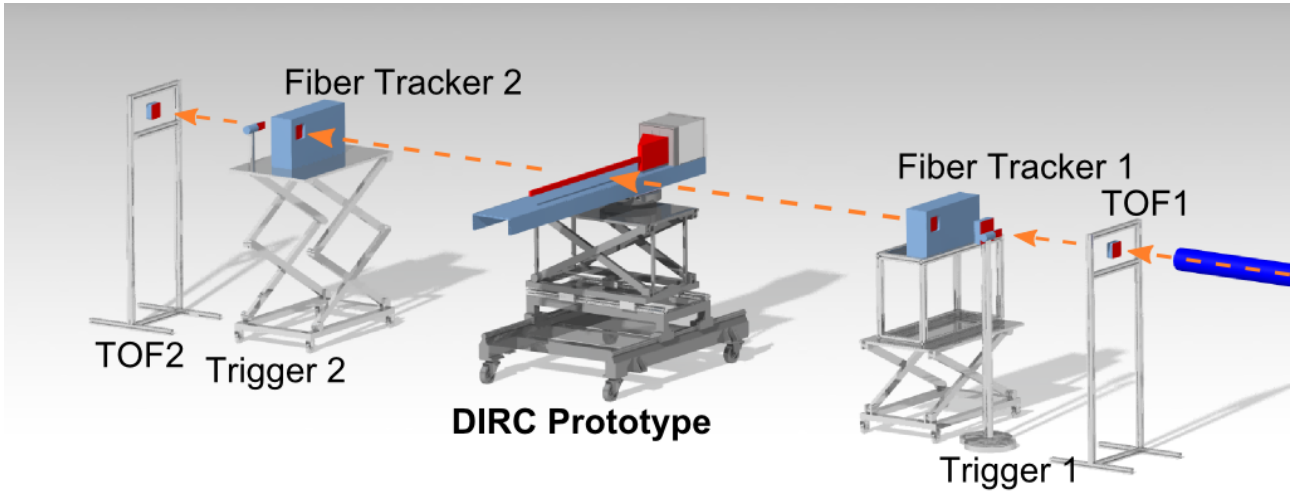 Fiber Tracker 2
Fiber Tracker 1
TOF1
TOF2
Trigger 2
DIRC Prototype
Trigger 1